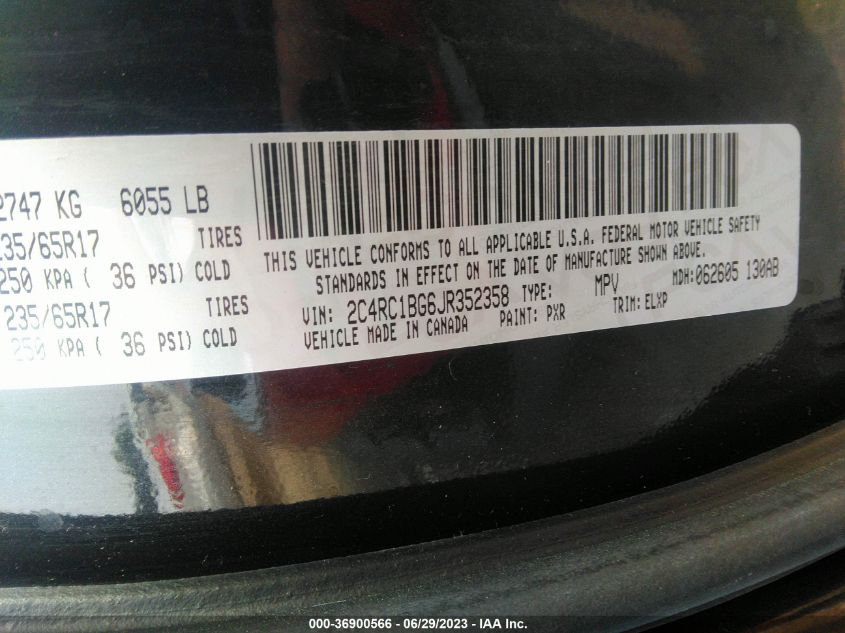 2747 KG 6055 LB
235/65R17 TIRES
250 KPA ( 36 PSI) COLD
235/65R17 TIRES
250 KPA ( 36 PSI) COLD
THIS VEHICLE CONFORMS TO ALL APPLICABLE U.S.A. FEDERAL MOTOR VEHICLE SAFETY
STANDARDS IN EFFECT ON THE DATE OF MANUFACTURE SHOWN ABOVE.
VIN: 2C4RC1BG6JR352358 TYPE: MPV MDH:062605 130AB
VEHICLE MADE IN CANADA PAINT: PXR TRIM: ELXP
000-36900566 - 06/29/2023 - IAA Inc.